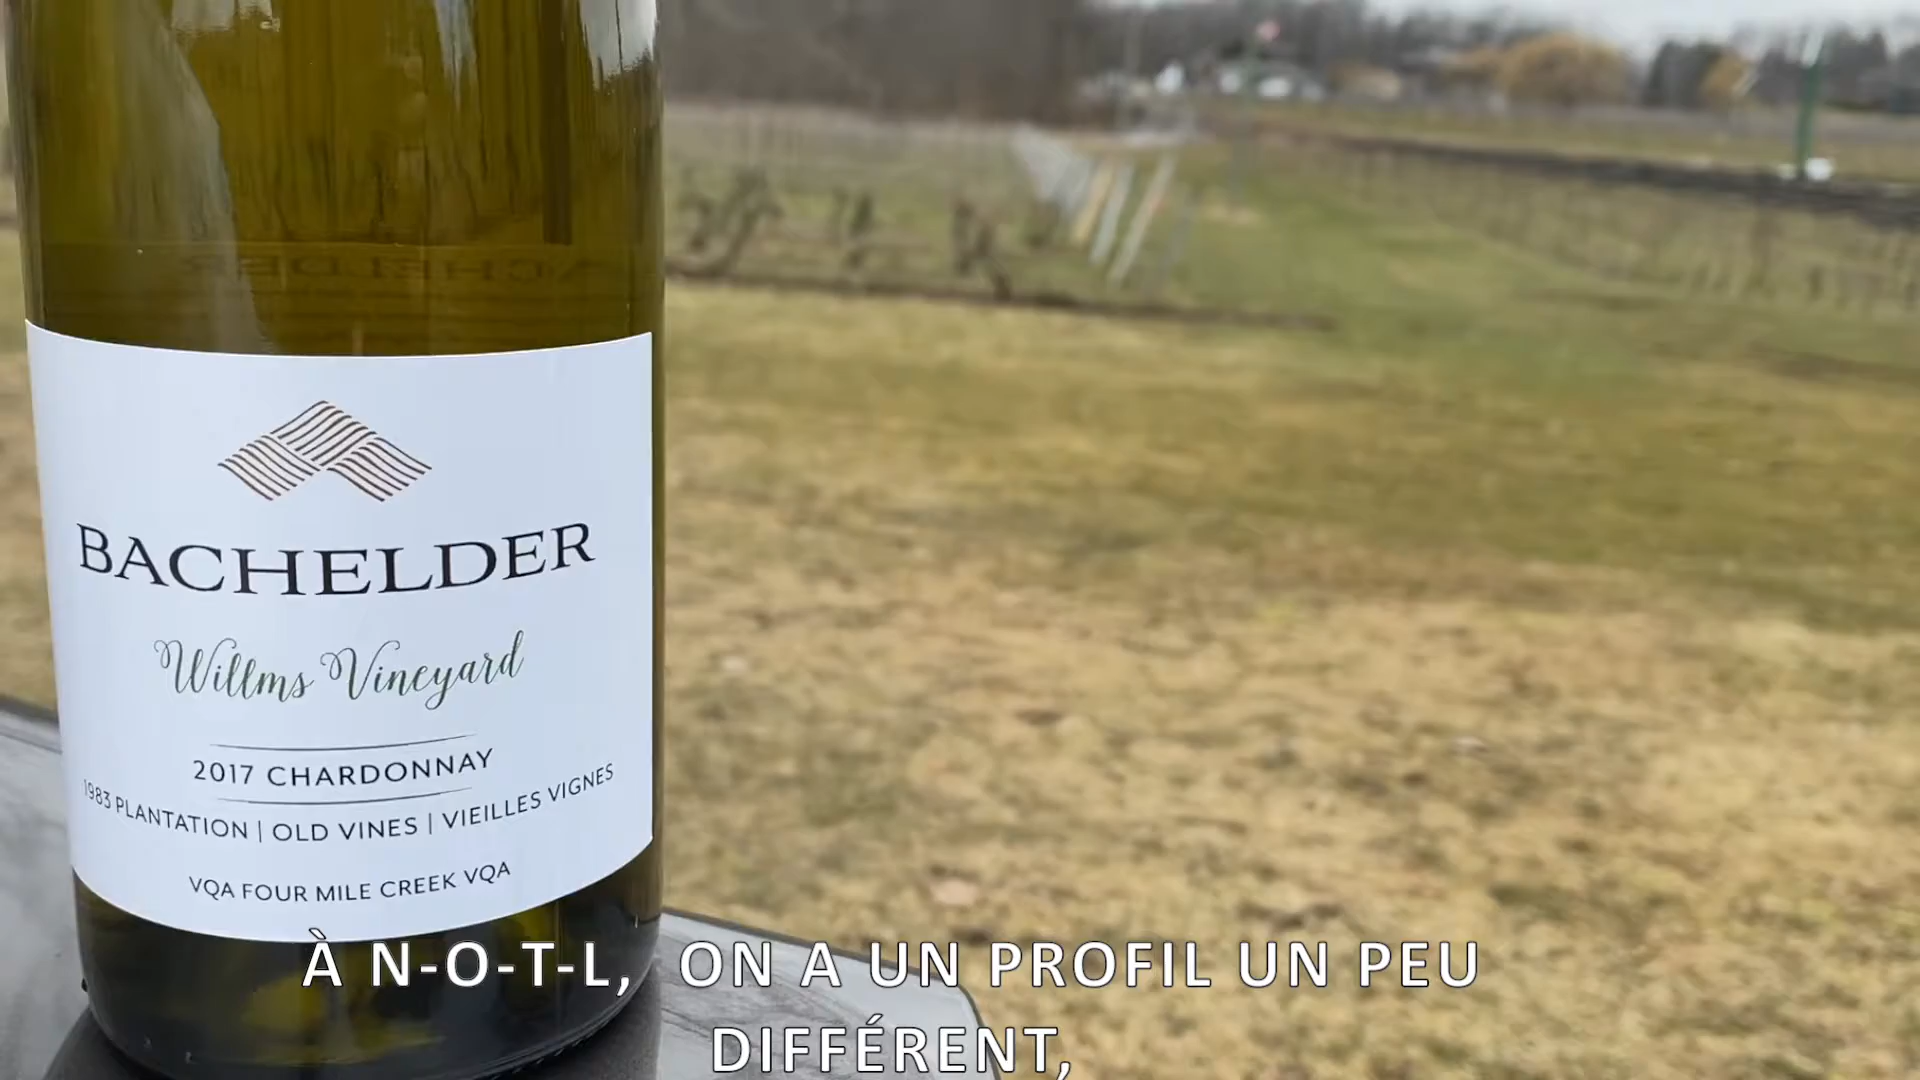 BACHELDER
Willms Vineyard
2017 CHARDONNAY
1983 PLANTATION | OLD VINES | VIEILLES VIGNES
VQA FOUR MILE CREEK VQA
À N-O-T-L, ON A UN PROFIL UN PEU
DIFFÉRENT,